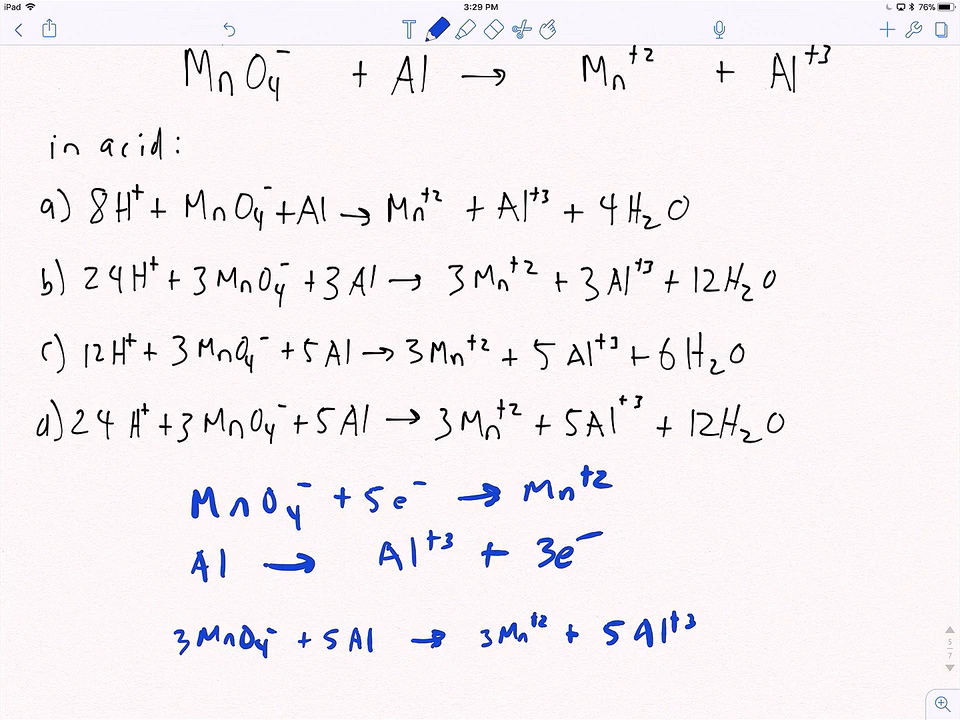 iPad 3:29 PM 76%
T
MnO₄⁻ + Al → Mn⁺² + Al⁺³
in acid:
a) 8H⁺ + MnO₄⁻ + Al → Mn⁺² + Al⁺³ + 4H₂O
b) 24H⁺ + 3MnO₄⁻ + 3Al → 3Mn⁺² + 3Al⁺³ + 12H₂O
c) 12H⁺ + 3MnO₄⁻ + 5Al → 3Mn⁺² + 5Al⁺³ + 6H₂O
d) 24H⁺ + 3MnO₄⁻ + 5Al → 3Mn⁺² + 5Al⁺³ + 12H₂O
MnO₄⁻ + 5e⁻ → Mn⁺²
Al → Al⁺³ + 3e⁻
3MnO₄⁻ + 5Al → 3Mn⁺² + 5Al⁺³
5
7